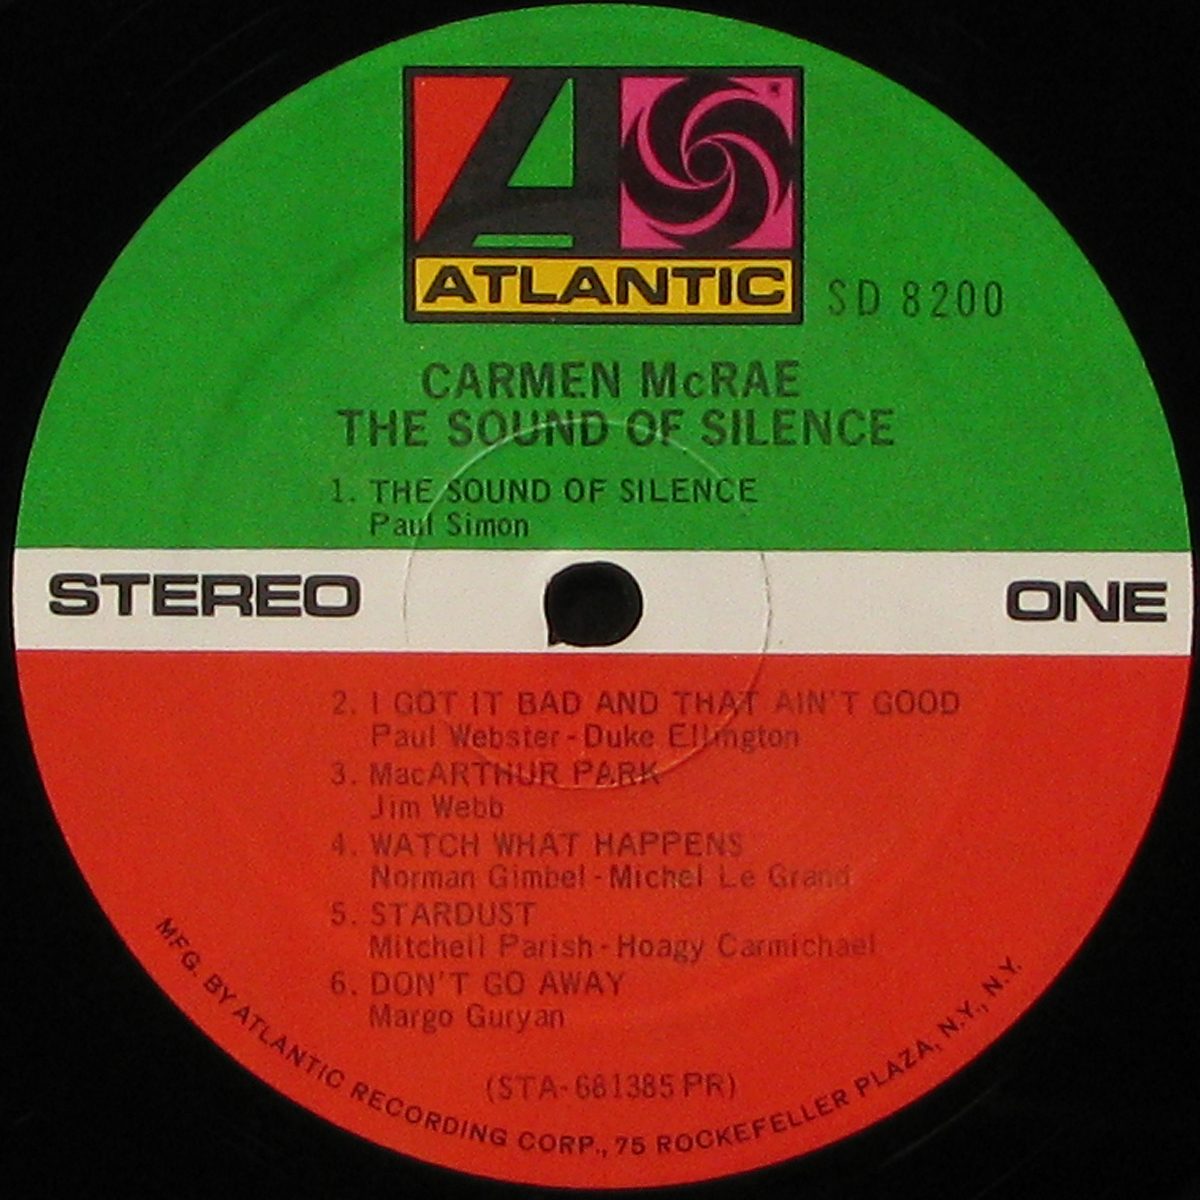 ATLANTIC
SD 8200
CARMEN McRAE
THE SOUND OF SILENCE
1. THE SOUND OF SILENCE
Paul Simon
STEREO
ONE
2. I GOT IT BAD AND THAT AIN'T GOOD
Paul Webster - Duke Ellington
3. MacARTHUR PARK
Jim Webb
4. WATCH WHAT HAPPENS
Norman Gimbel - Michel Le Grand
5. STARDUST
Mitchell Parish - Hoagy Carmichael
6. DON'T GO AWAY
Margo Guryan
(STA-681385 PR)
MFG. BY ATLANTIC RECORDING CORP., 75 ROCKEFELLER PLAZA, N.Y., N.Y.